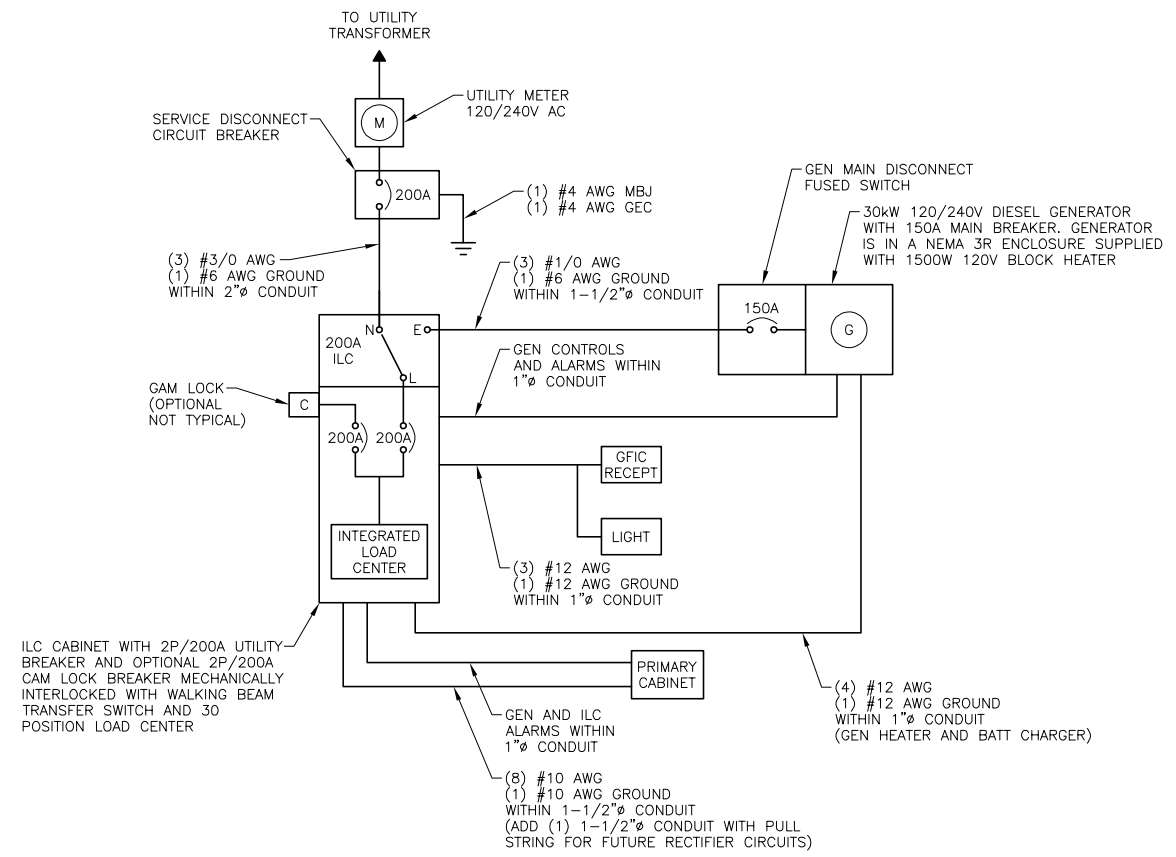 TO UTILITY
TRANSFORMER
UTILITY METER
120/240V AC
M
SERVICE DISCONNECT
CIRCUIT BREAKER
200A
(1) #4 AWG MBJ
(1) #4 AWG GEC
GEN MAIN DISCONNECT
FUSED SWITCH
30kW 120/240V DIESEL GENERATOR
WITH 150A MAIN BREAKER. GENERATOR
IS IN A NEMA 3R ENCLOSURE SUPPLIED
WITH 1500W 120V BLOCK HEATER
(3) #3/0 AWG
(1) #6 AWG GROUND
WITHIN 2"ø CONDUIT
(3) #1/0 AWG
(1) #6 AWG GROUND
WITHIN 1-1/2"ø CONDUIT
150A
G
N
E
200A
ILC
L
GEN CONTROLS
AND ALARMS WITHIN
1"ø CONDUIT
GAM LOCK
(OPTIONAL
NOT TYPICAL)
C
200A
200A
GFIC
RECEPT
LIGHT
INTEGRATED
LOAD
CENTER
(3) #12 AWG
(1) #12 AWG GROUND
WITHIN 1"ø CONDUIT
ILC CABINET WITH 2P/200A UTILITY
BREAKER AND OPTIONAL 2P/200A
CAM LOCK BREAKER MECHANICALLY
INTERLOCKED WITH WALKING BEAM
TRANSFER SWITCH AND 30
POSITION LOAD CENTER
PRIMARY
CABINET
(4) #12 AWG
(1) #12 AWG GROUND
WITHIN 1"ø CONDUIT
(GEN HEATER AND BATT CHARGER)
GEN AND ILC
ALARMS WITHIN
1"ø CONDUIT
(8) #10 AWG
(1) #10 AWG GROUND
WITHIN 1-1/2"ø CONDUIT
(ADD (1) 1-1/2"ø CONDUIT WITH PULL
STRING FOR FUTURE RECTIFIER CIRCUITS)